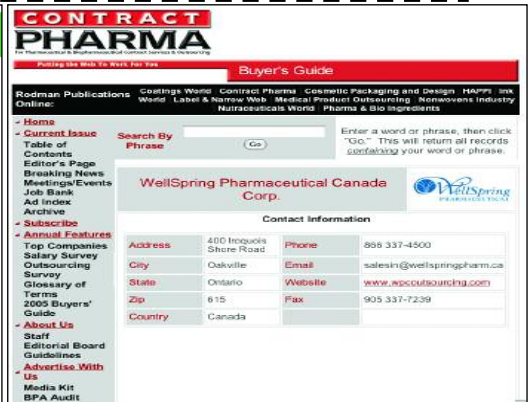 CONTRACT
PHARMA
For Pharmaceutical & Biopharmaceutical Contract Service & Outsourcing
Putting the Web To Work For You
Buyer's Guide
Rodman Publications Online:
Coatings World Contract Pharma Cosmetic Packaging and Design HAPPI Ink
World Label & Narrow Web Medical Product Outsourcing Nonwovens Industry
Nutraceuticals World Pharma & Bio Ingredients
Home
Current Issue
Table of
Contents
Editor's Page
Breaking News
Meetings/Events
Job Bank
Ad Index
Archive
Subscribe
Annual Features
Top Companies
Salary Survey
Outsourcing
Survey
Glossary of
Terms
2005 Buyers'
Guide
About Us
Staff
Editorial Board
Guidelines
Advertise With
Us
Media Kit
BPA Audit
Search By
Phrase
Go
Enter a word or phrase, then click
"Go." This will return all records
containing your word or phrase.
WellSpring Pharmaceutical Canada
Corp.
WellSpring
PHARMACEUTICAL
Contact Information
Address 400 Iroquois Phone 866 337-4500
Shore Road
City Oakville Email salesin@wellspringpharm.ca
State Ontario Website www.wpcoutsourcing.com
Zip 615 Fax 905 337-7239
Country Canada